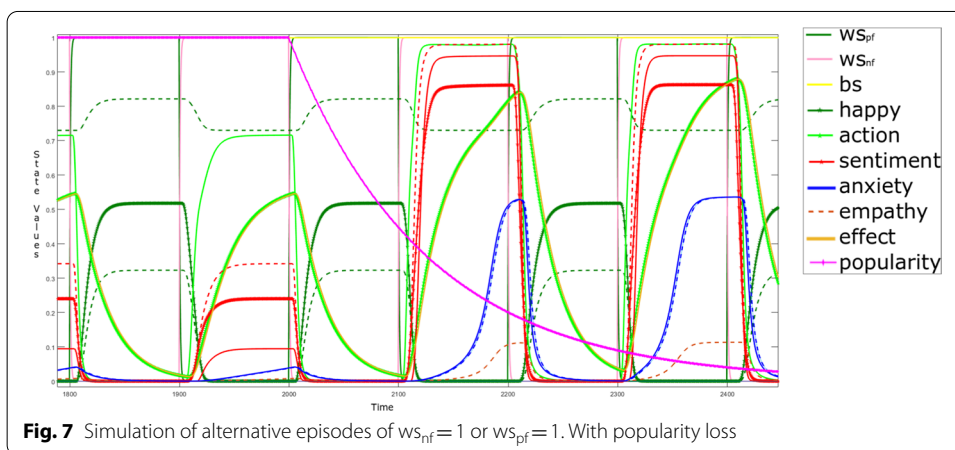 1
0.9
0.8
0.7
0.6
0.5
0.4
0.3
0.2
0.1
0
State Values
1800 1900 2000 2100 2200 2300 2400
Time
wspf
wsnf
bs
happy
action
sentiment
anxiety
empathy
effect
popularity
Fig. 7 Simulation of alternative episodes of wsnf = 1 or wspf = 1. With popularity loss